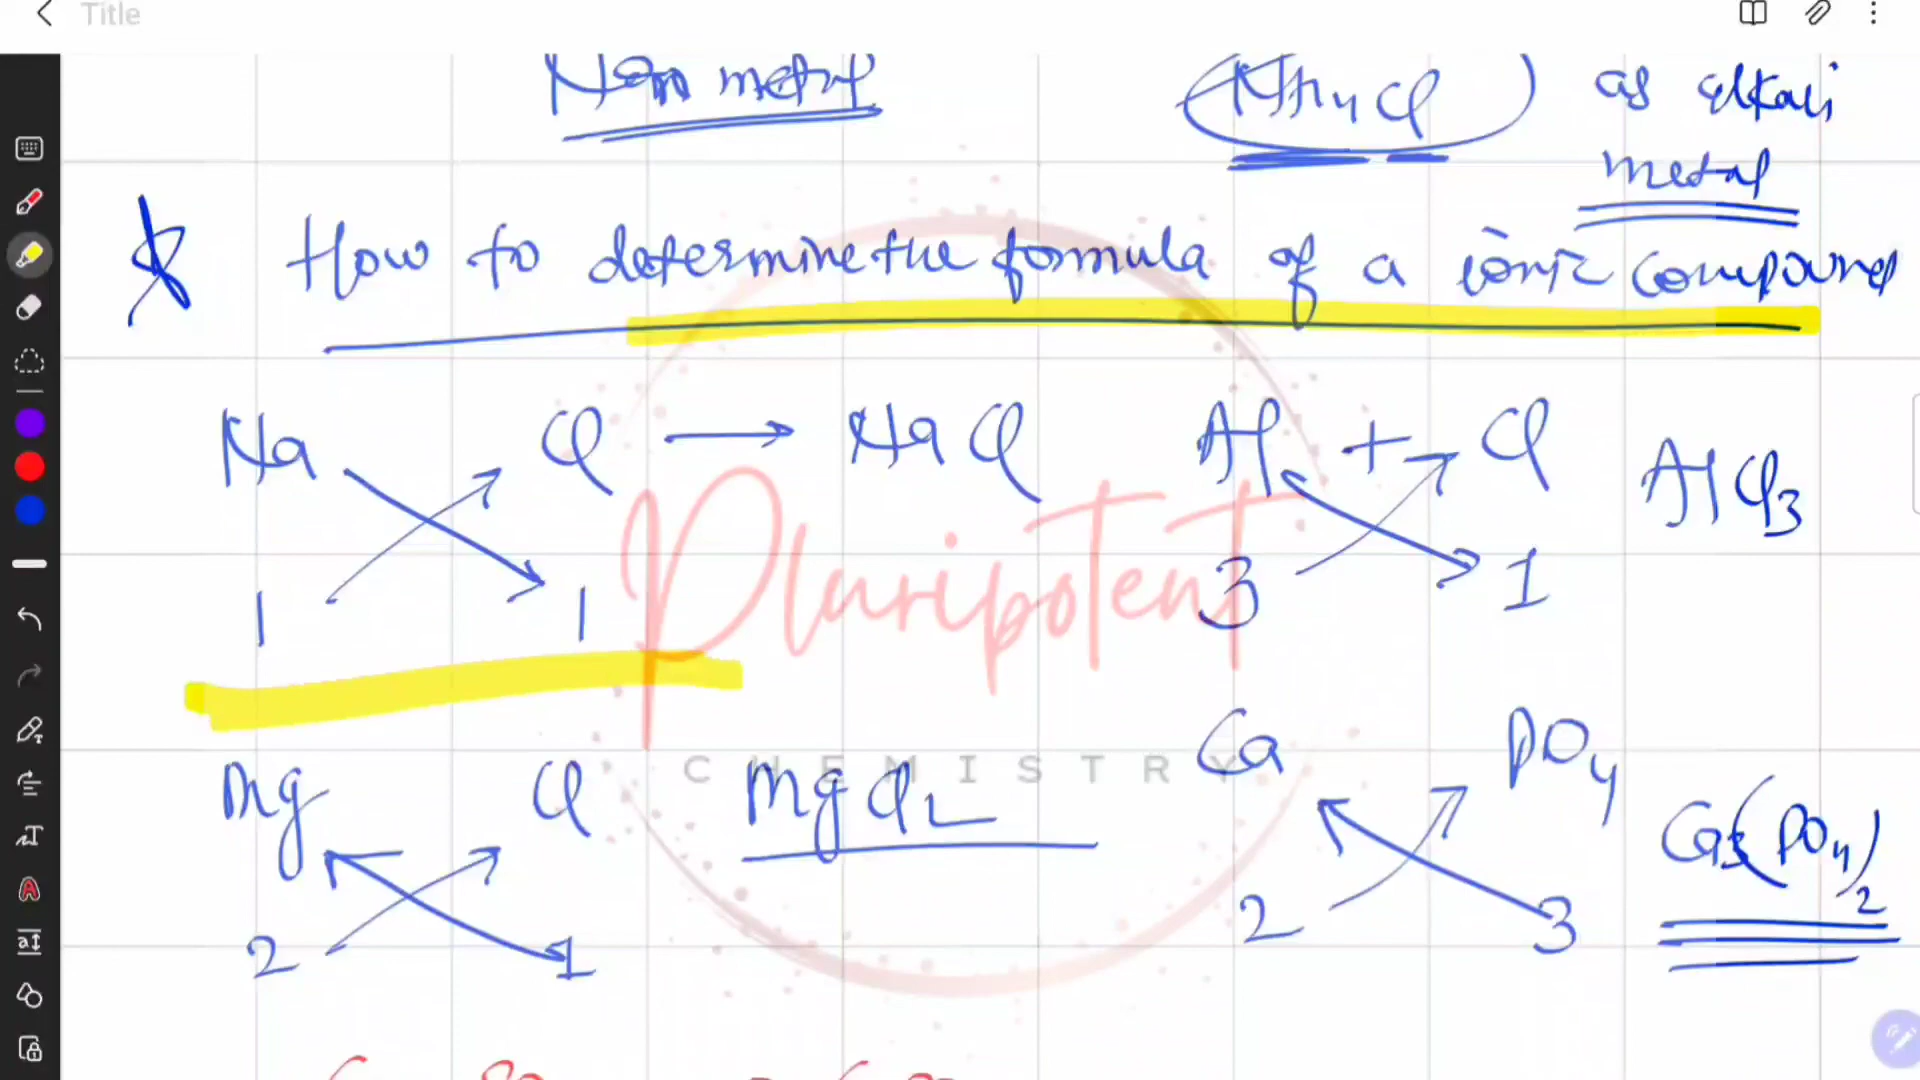 Title
Non metal (NH4Cl) as alkali
metal
How to determine the formula of a ionic compound
Na Cl → NaCl Al + Cl AlCl3
1 1 3 1
Pluripotent
CHEMISTRY
Mg Cl MgCl2 Ca PO4 Ca3(PO4)2
2 1 2 3